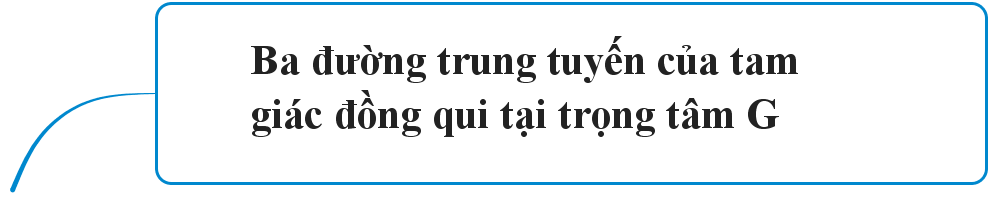 Ba đường trung tuyến của tam
giác đồng qui tại trọng tâm G